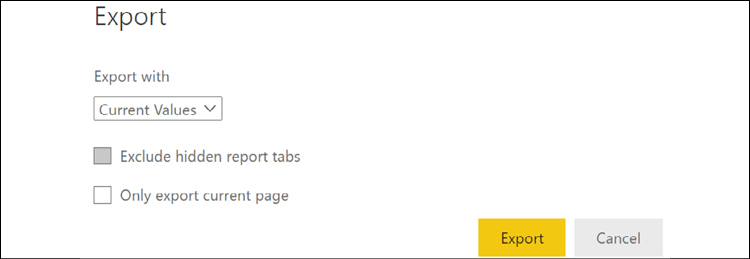 Export
Export with
Current Values
Exclude hidden report tabs
Only export current page
Export
Cancel